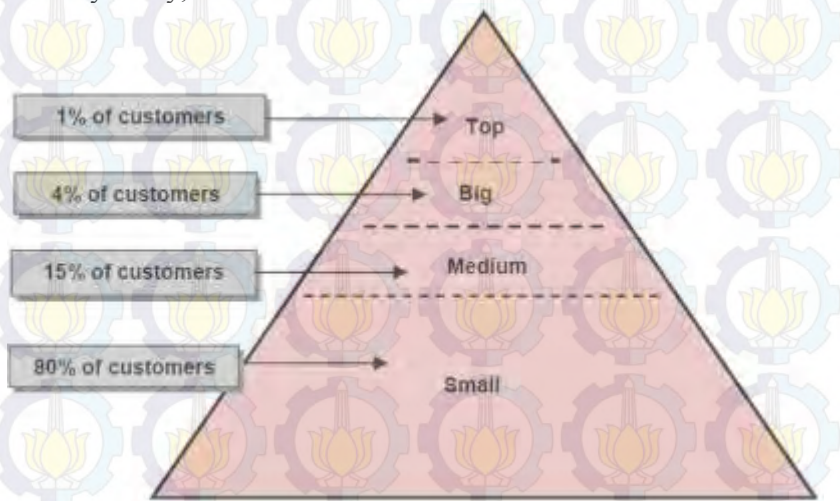 1% of customers
Top
4% of customers
Big
15% of customers
Medium
80% of customers
Small